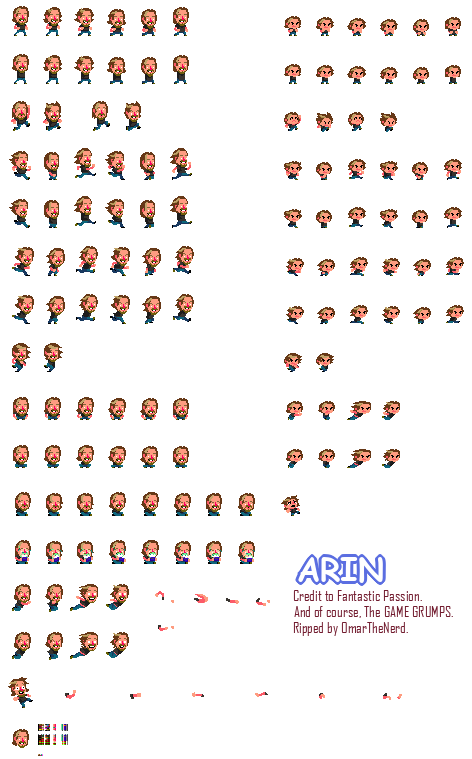 ARIN
Credit to Fantastic Passion.
And of course, The GAME GRUMPS.
Ripped by OmarTheNerd.